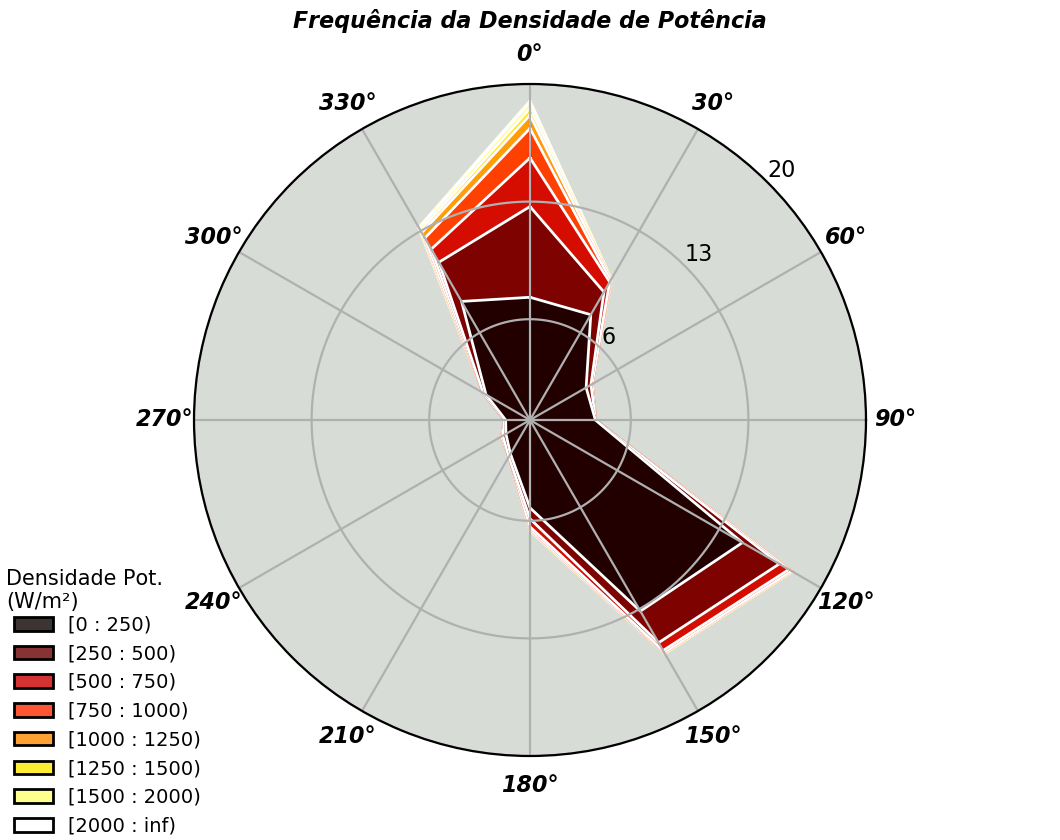 Frequência da Densidade de Potência
0°
330°
30°
20
300°
60°
13
6
270°
90°
240°
120°
210°
150°
180°
Densidade Pot.
(W/m²)
[0 : 250)
[250 : 500)
[500 : 750)
[750 : 1000)
[1000 : 1250)
[1250 : 1500)
[1500 : 2000)
[2000 : inf)